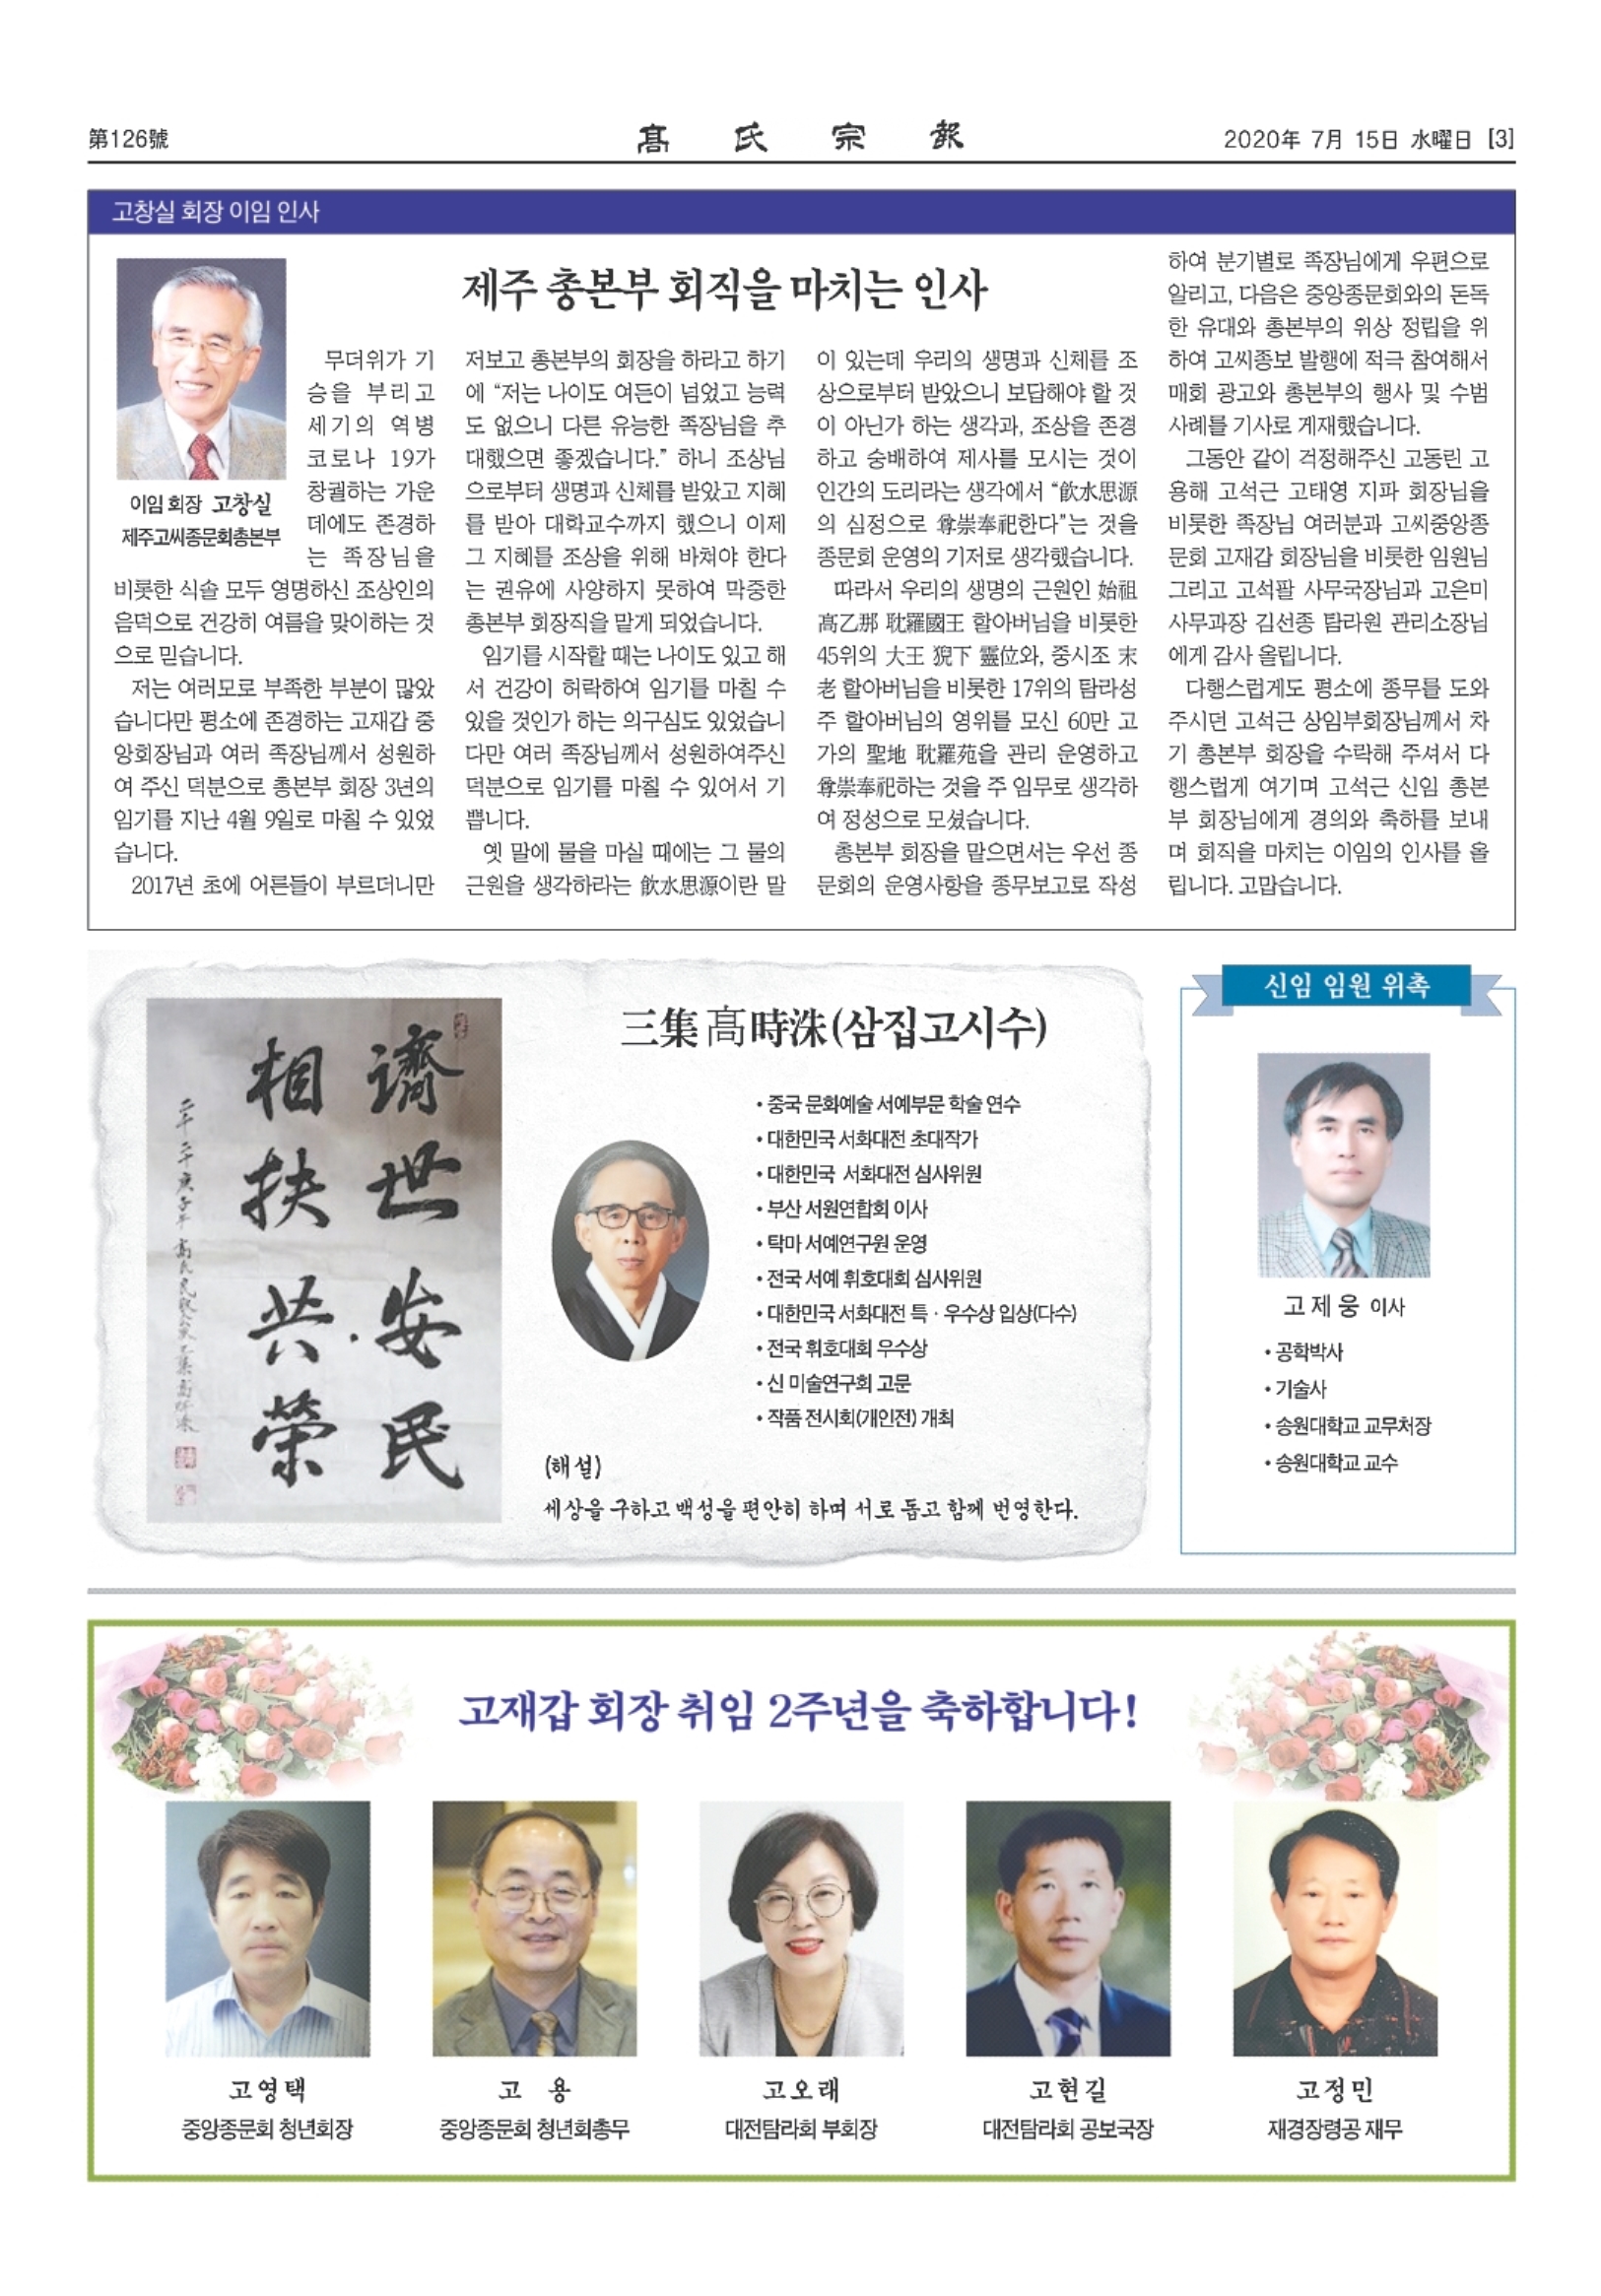 第126號
髙氏宗報
2020年 7月 15日 水曜日 [3]
고창실 회장 이임 인사
제주 총본부 회직을 마치는 인사
이임 회장 고창실
제주고씨종문회총본부
무더위가 기
승을 부리고
세기의 역병
코로나 19가
창궐하는 가운
데에도 존경하
는 족장님을
비롯한 식솔 모두 영명하신 조상인의
음덕으로 건강히 여름을 맞이하는 것
으로 믿습니다.
저는 여러모로 부족한 부분이 많았
습니다만 평소에 존경하는 고재갑 중
앙회장님과 여러 족장님께서 성원하
여 주신 덕분으로 총본부 회장 3년의
임기를 지난 4월 9일로 마칠 수 있었
습니다.
2017년 초에 어른들이 부르더니만
저보고 총본부의 회장을 하라고 하기
에 “저는 나이도 여든이 넘었고 능력
도 없으니 다른 유능한 족장님을 추
대했으면 좋겠습니다.” 하니 조상님
으로부터 생명과 신체를 받았고 지혜
를 받아 대학교수까지 했으니 이제
그 지혜를 조상을 위해 바쳐야 한다
는 권유에 사양하지 못하여 막중한
총본부 회장직을 맡게 되었습니다.
임기를 시작할 때는 나이도 있고 해
서 건강이 허락하여 임기를 마칠 수
있을 것인가 하는 의구심도 있었습니
다만 여러 족장님께서 성원하여주신
덕분으로 임기를 마칠 수 있어서 기
쁩니다.
옛 말에 물을 마실 때에는 그 물의
근원을 생각하라는 飮水思源이란 말
이 있는데 우리의 생명과 신체를 조
상으로부터 받았으니 보답해야 할 것
이 아닌가 하는 생각과, 조상을 존경
하고 숭배하여 제사를 모시는 것이
인간의 도리라는 생각에서 “飮水思源
의 심정으로 尊崇奉祀한다”는 것을
종문회 운영의 기저로 생각했습니다.
따라서 우리의 생명의 근원인 始祖
高乙那 耽羅國王 할아버님을 비롯한
45위의 大王 猊下 靈位와, 중시조 末
老 할아버님을 비롯한 17위의 탐라성
주 할아버님의 영위를 모신 60만 고
가의 聖地 耽羅苑을 관리 운영하고
尊崇奉祀하는 것을 주 임무로 생각하
여 정성으로 모셨습니다.
총본부 회장을 맡으면서는 우선 종
문회의 운영사항을 종무보고로 작성
하여 분기별로 족장님에게 우편으로
알리고, 다음은 중앙종문회와의 돈독
한 유대와 총본부의 위상 정립을 위
하여 고씨종보 발행에 적극 참여해서
매회 광고와 총본부의 행사 및 수범
사례를 기사로 게재했습니다.
그동안 같이 걱정해주신 고동린 고
용해 고석근 고태영 지파 회장님을
비롯한 족장님 여러분과 고씨중앙종
문회 고재갑 회장님을 비롯한 임원님
그리고 고석팔 사무국장님과 고은미
사무과장 김선종 탐라원 관리소장님
에게 감사 올립니다.
다행스럽게도 평소에 종무를 도와
주시던 고석근 상임부회장님께서 차
기 총본부 회장을 수락해 주셔서 다
행스럽게 여기며 고석근 신임 총본
부 회장님에게 경의와 축하를 보내
며 회직을 마치는 이임의 인사를 올
립니다. 고맙습니다.
濟世安民
相扶共榮
二千二十庚子年
三集髙時洙(삼집고시수)
• 중국 문화예술 서예부문 학술 연수
• 대한민국 서화대전 초대작가
• 대한민국 서화대전 심사위원
• 부산 서원연합회 이사
• 탁마 서예연구원 운영
• 전국 서예 휘호대회 심사위원
• 대한민국 서화대전 특·우수상 입상(다수)
• 전국 휘호대회 우수상
• 신 미술연구회 고문
• 작품 전시회(개인전) 개최
(해설)
세상을 구하고 백성을 편안히 하며 서로 돕고 함께 번영한다.
신임 임원 위촉
고제웅 이사
• 공학박사
• 기술사
• 송원대학교 교무처장
• 송원대학교 교수
고재갑 회장 취임 2주년을 축하합니다!
고영택
중앙종문회 청년회장
고 용
중앙종문회 청년회총무
고오래
대전탐라회 부회장
고현길
대전탐라회 공보국장
고정민
재경장령공 재무